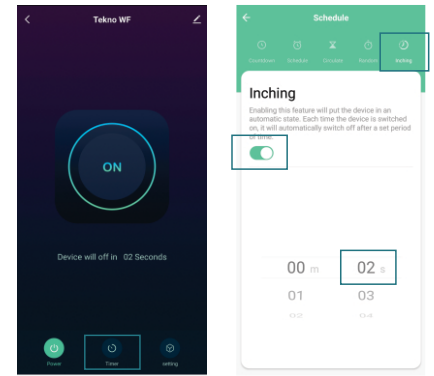 Tekno WF
ON
Device will off in 02 Seconds
Power
Timer
setting
Schedule
Countdown
Schedule
Circulate
Random
Inching
Inching
Enabling this feature will put the device in an
automatic state. Each time the device is switched
on, it will automatically switch off after a set period
of time.
00 m 02 s
01 03
02 04